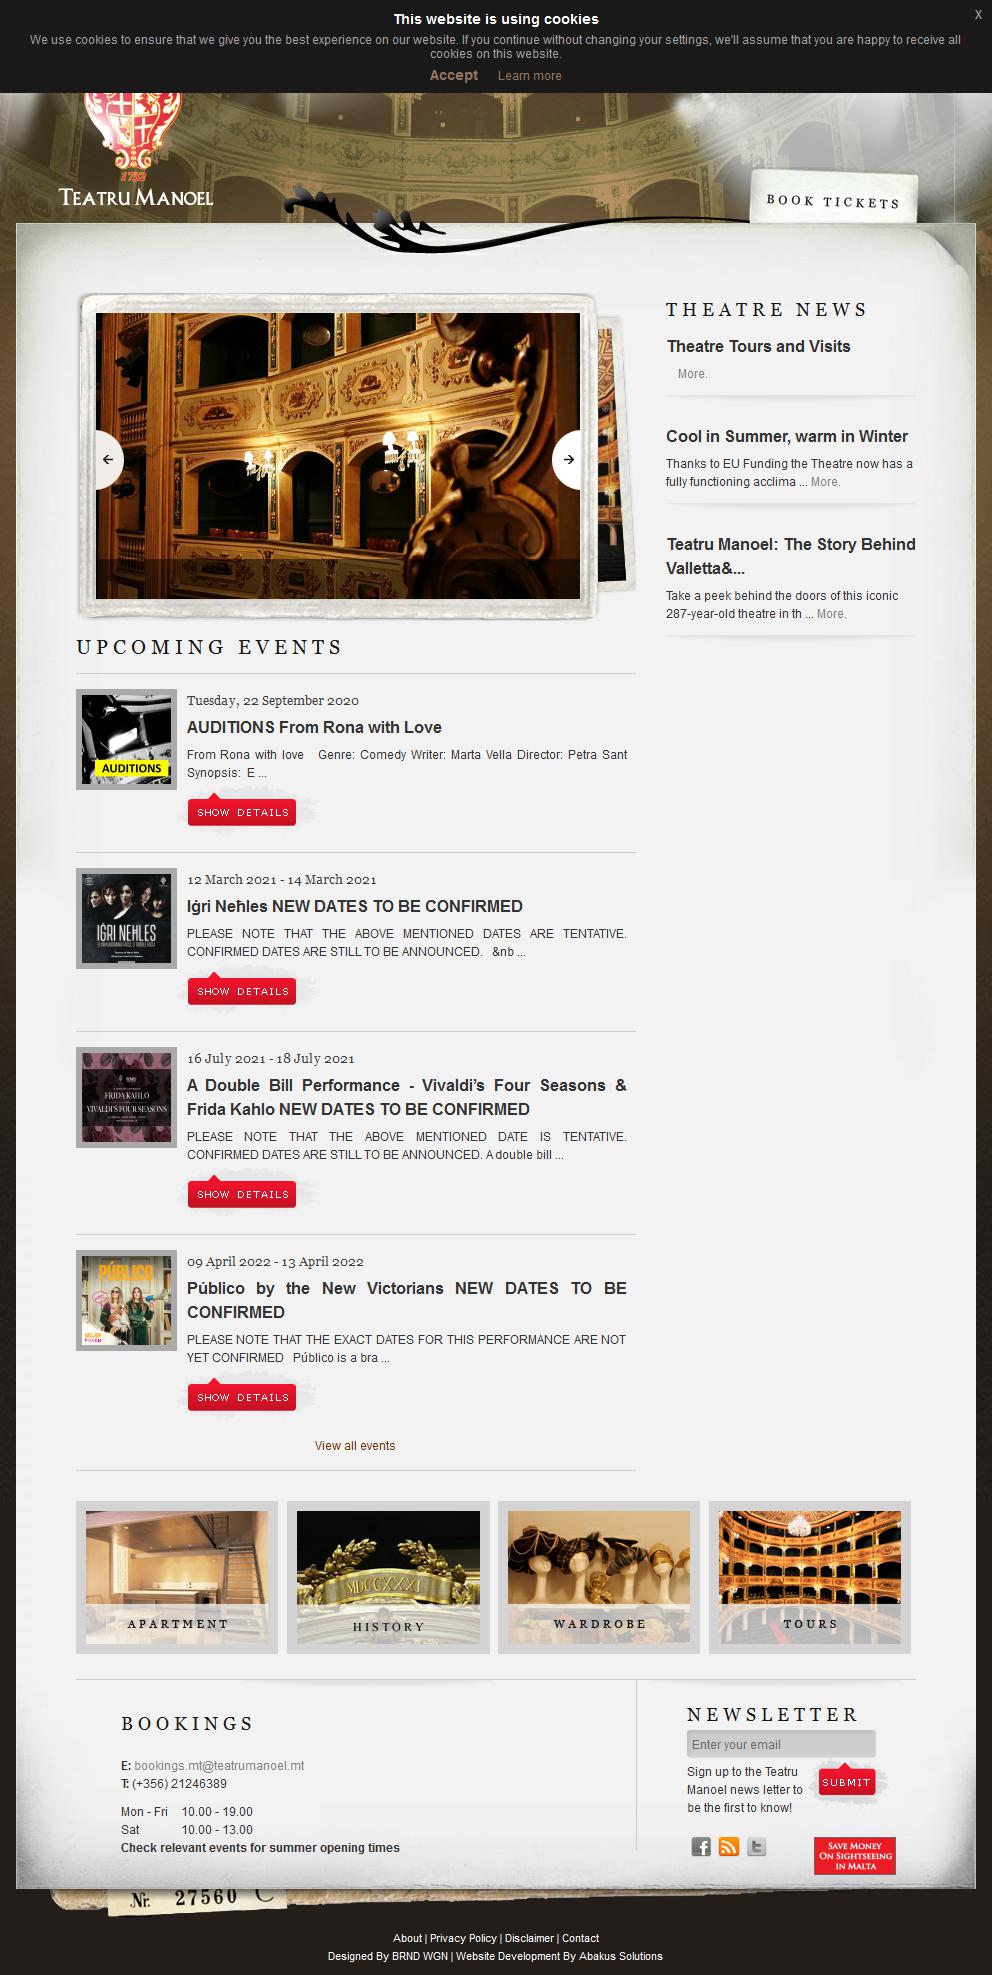 This website is using cookies
X
We use cookies to ensure that we give you the best experience on our website. If you continue without changing your settings, we'll assume that you are happy to receive all
cookies on this website.
Accept Learn more
1732
TEATRU MANOEL
BOOK TICKETS
THEATRE NEWS
Theatre Tours and Visits
More.
Cool in Summer, warm in Winter
Thanks to EU Funding the Theatre now has a
fully functioning acclima ... More.
Teatru Manoel: The Story Behind
Valletta&...
Take a peek behind the doors of this iconic
287-year-old theatre in th ... More.
UPCOMING EVENTS
AUDITIONS
Tuesday, 22 September 2020
AUDITIONS From Rona with Love
From Rona with love Genre: Comedy Writer: Marta Vella Director: Petra Sant
Synopsis: E ...
SHOW DETAILS
IĠRI NEĦLES
12 March 2021 - 14 March 2021
Iġri Neħles NEW DATES TO BE CONFIRMED
PLEASE NOTE THAT THE ABOVE MENTIONED DATES ARE TENTATIVE.
CONFIRMED DATES ARE STILL TO BE ANNOUNCED. &nb ...
SHOW DETAILS
FRIDA KAHLO
VIVALDI'S FOUR SEASONS
16 July 2021 - 18 July 2021
A Double Bill Performance - Vivaldi’s Four Seasons &
Frida Kahlo NEW DATES TO BE CONFIRMED
PLEASE NOTE THAT THE ABOVE MENTIONED DATE IS TENTATIVE.
CONFIRMED DATES ARE STILL TO BE ANNOUNCED. A double bill ...
SHOW DETAILS
PÚBLICO
09 April 2022 - 13 April 2022
Público by the New Victorians NEW DATES TO BE
CONFIRMED
PLEASE NOTE THAT THE EXACT DATES FOR THIS PERFORMANCE ARE NOT
YET CONFIRMED Público is a bra ...
SHOW DETAILS
View all events
MDCCXXXI
APARTMENT
HISTORY
WARDROBE
TOURS
BOOKINGS
E: bookings.mt@teatrumanoel.mt
T: (+356) 21246389
Mon - Fri 10.00 - 19.00
Sat 10.00 - 13.00
Check relevant events for summer opening times
NEWSLETTER
Enter your email
Sign up to the Teatru
Manoel news letter to
be the first to know!
SUBMIT
SAVE MONEY
ON SIGHTSEEING
IN MALTA
Nr. 27560 C
About | Privacy Policy | Disclaimer | Contact
Designed By BRND WGN | Website Development By Abakus Solutions